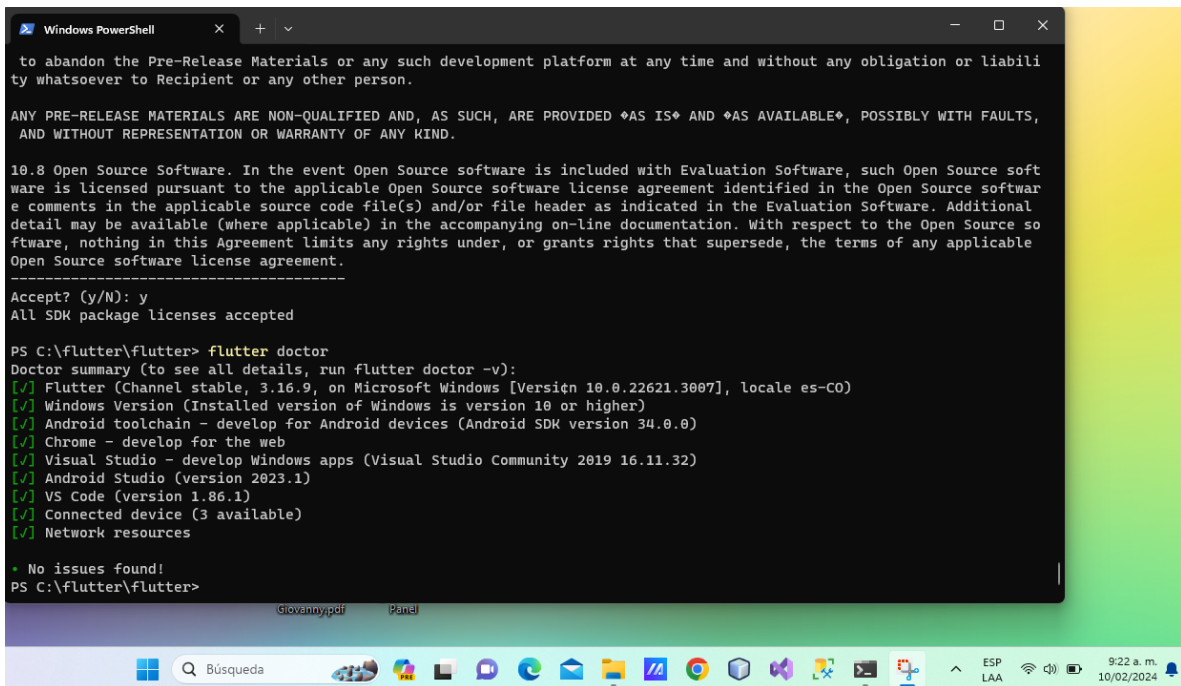 Windows PowerShell
to abandon the Pre-Release Materials or any such development platform at any time and without any obligation or liabili
ty whatsoever to Recipient or any other person.
ANY PRE-RELEASE MATERIALS ARE NON-QUALIFIED AND, AS SUCH, ARE PROVIDED �AS IS� AND �AS AVAILABLE�, POSSIBLY WITH FAULTS,
AND WITHOUT REPRESENTATION OR WARRANTY OF ANY KIND.
10.8 Open Source Software. In the event Open Source software is included with Evaluation Software, such Open Source soft
ware is licensed pursuant to the applicable Open Source software license agreement identified in the Open Source softwar
e comments in the applicable source code file(s) and/or file header as indicated in the Evaluation Software. Additional
detail may be available (where applicable) in the accompanying on-line documentation. With respect to the Open Source so
ftware, nothing in this Agreement limits any rights under, or grants rights that supersede, the terms of any applicable
Open Source software license agreement.
---------------------------------------
Accept? (y/N): y
All SDK package licenses accepted
PS C:\flutter\flutter> flutter doctor
Doctor summary (to see all details, run flutter doctor -v):
[√] Flutter (Channel stable, 3.16.9, on Microsoft Windows [Versi¢n 10.0.22621.3007], locale es-CO)
[√] Windows Version (Installed version of Windows is version 10 or higher)
[√] Android toolchain - develop for Android devices (Android SDK version 34.0.0)
[√] Chrome - develop for the web
[√] Visual Studio - develop Windows apps (Visual Studio Community 2019 16.11.32)
[√] Android Studio (version 2023.1)
[√] VS Code (version 1.86.1)
[√] Connected device (3 available)
[√] Network resources
• No issues found!
PS C:\flutter\flutter>
Giovanny.pdf Panel
Búsqueda PRE ESP 9:22 a. m.
LAA 10/02/2024